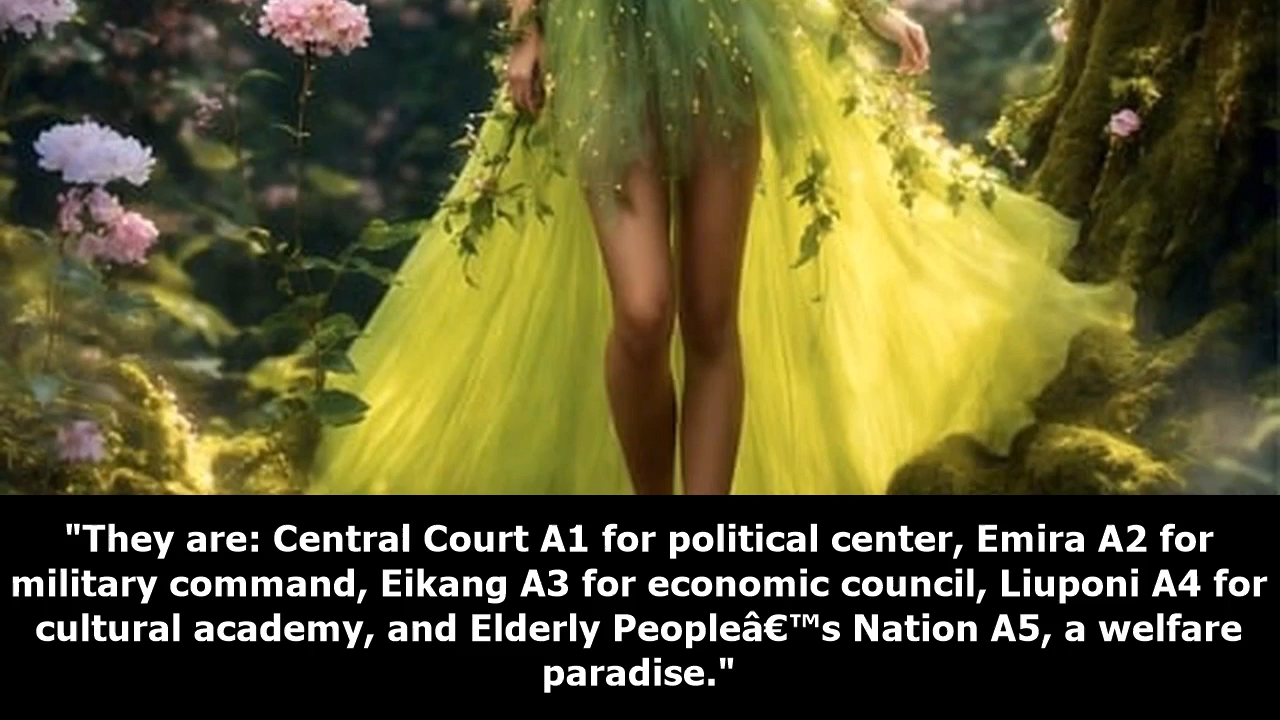 "They are: Central Court A1 for political center, Emira A2 for
military command, Eikang A3 for economic council, Liuponi A4 for
cultural academy, and Elderly Peopleâ€™s Nation A5, a welfare
paradise."